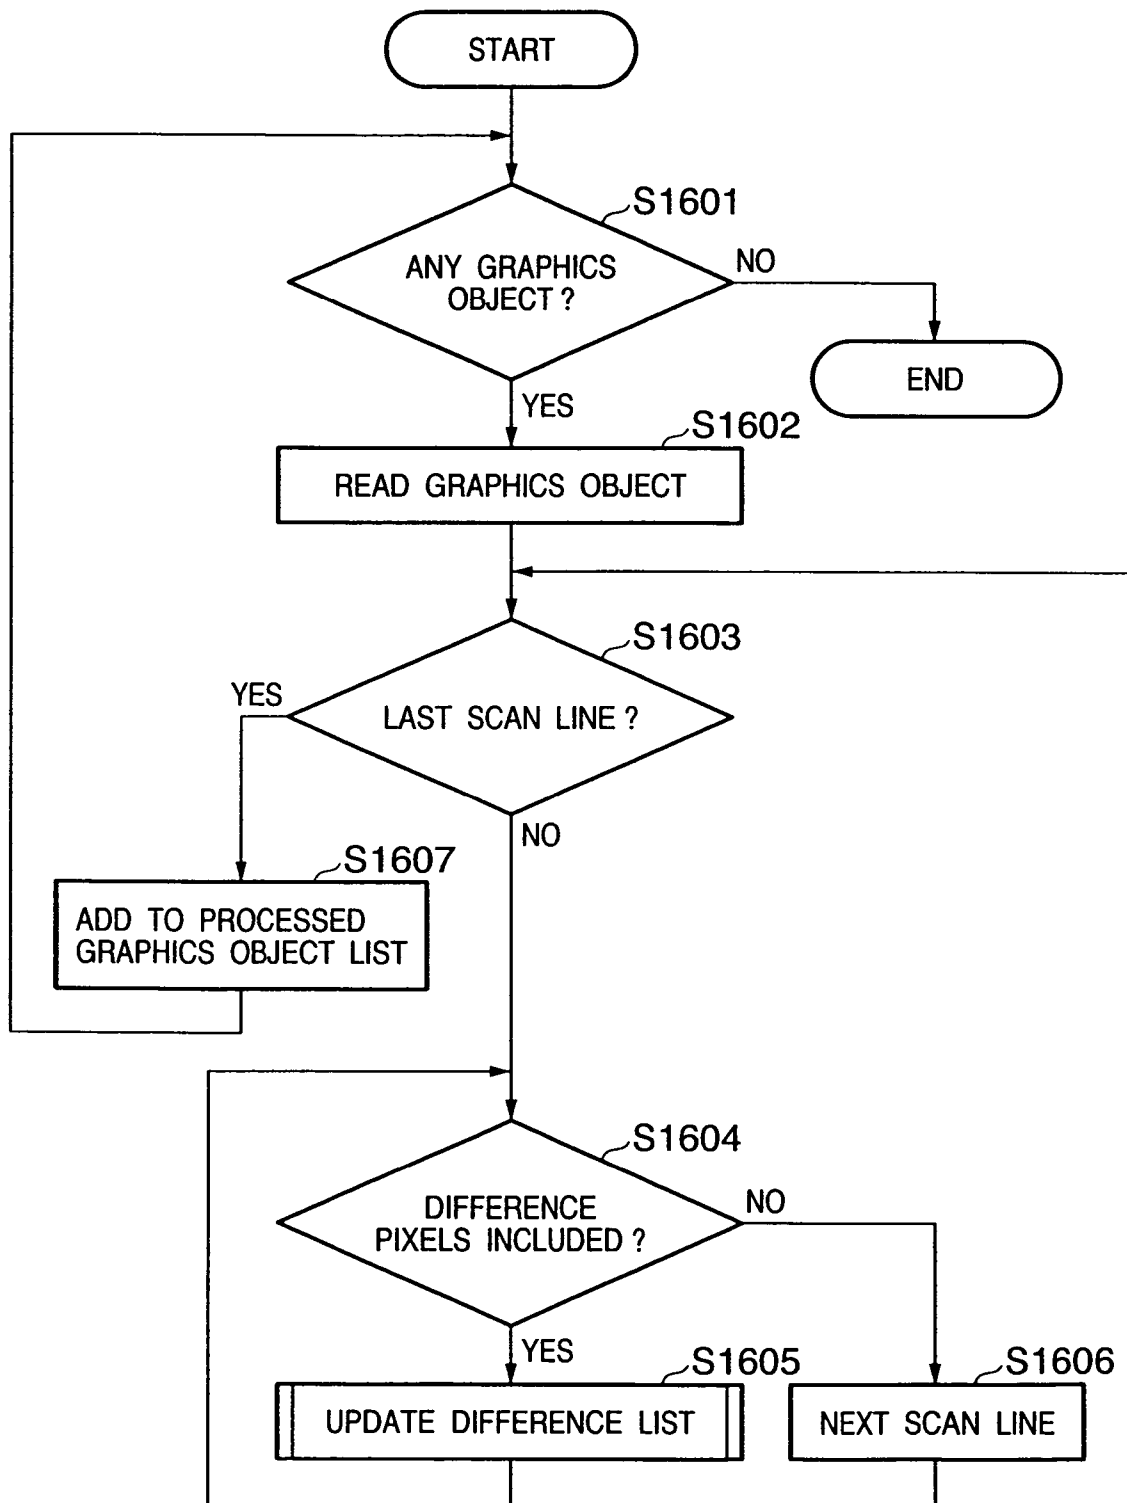 START
S1601
ANY GRAPHICS
OBJECT ?
NO
END
YES
S1602
READ GRAPHICS OBJECT
S1603
YES
LAST SCAN LINE ?
NO
S1607
ADD TO PROCESSED
GRAPHICS OBJECT LIST
S1604
DIFFERENCE
PIXELS INCLUDED ?
NO
YES
S1605
S1606
UPDATE DIFFERENCE LIST
NEXT SCAN LINE